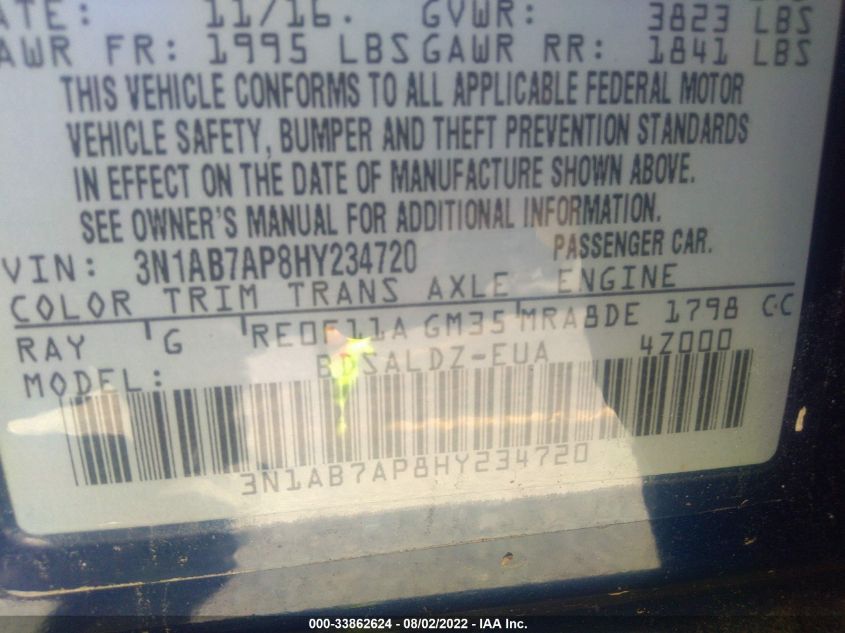 ATE: 11/16. GVWR: 3823 LBS
AWR FR: 1995 LBS GAWR RR: 1841 LBS
THIS VEHICLE CONFORMS TO ALL APPLICABLE FEDERAL MOTOR
VEHICLE SAFETY, BUMPER AND THEFT PREVENTION STANDARDS
IN EFFECT ON THE DATE OF MANUFACTURE SHOWN ABOVE.
SEE OWNER'S MANUAL FOR ADDITIONAL INFORMATION.
VIN: 3N1AB7AP8HY234720 PASSENGER CAR.
COLOR TRIM TRANS AXLE ENGINE
RAY G RE0F11A GM35 MRA8DE 1798 CC
MODEL: BDSALDZ-EUA 4Z000
3N1AB7AP8HY234720
000-33862624 - 08/02/2022 - IAA Inc.